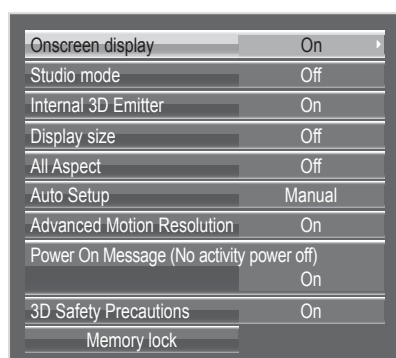 Onscreen display On
Studio mode Off
Internal 3D Emitter On
Display size Off
All Aspect Off
Auto Setup Manual
Advanced Motion Resolution On
Power On Message (No activity power off)
On
3D Safety Precautions On
Memory lock